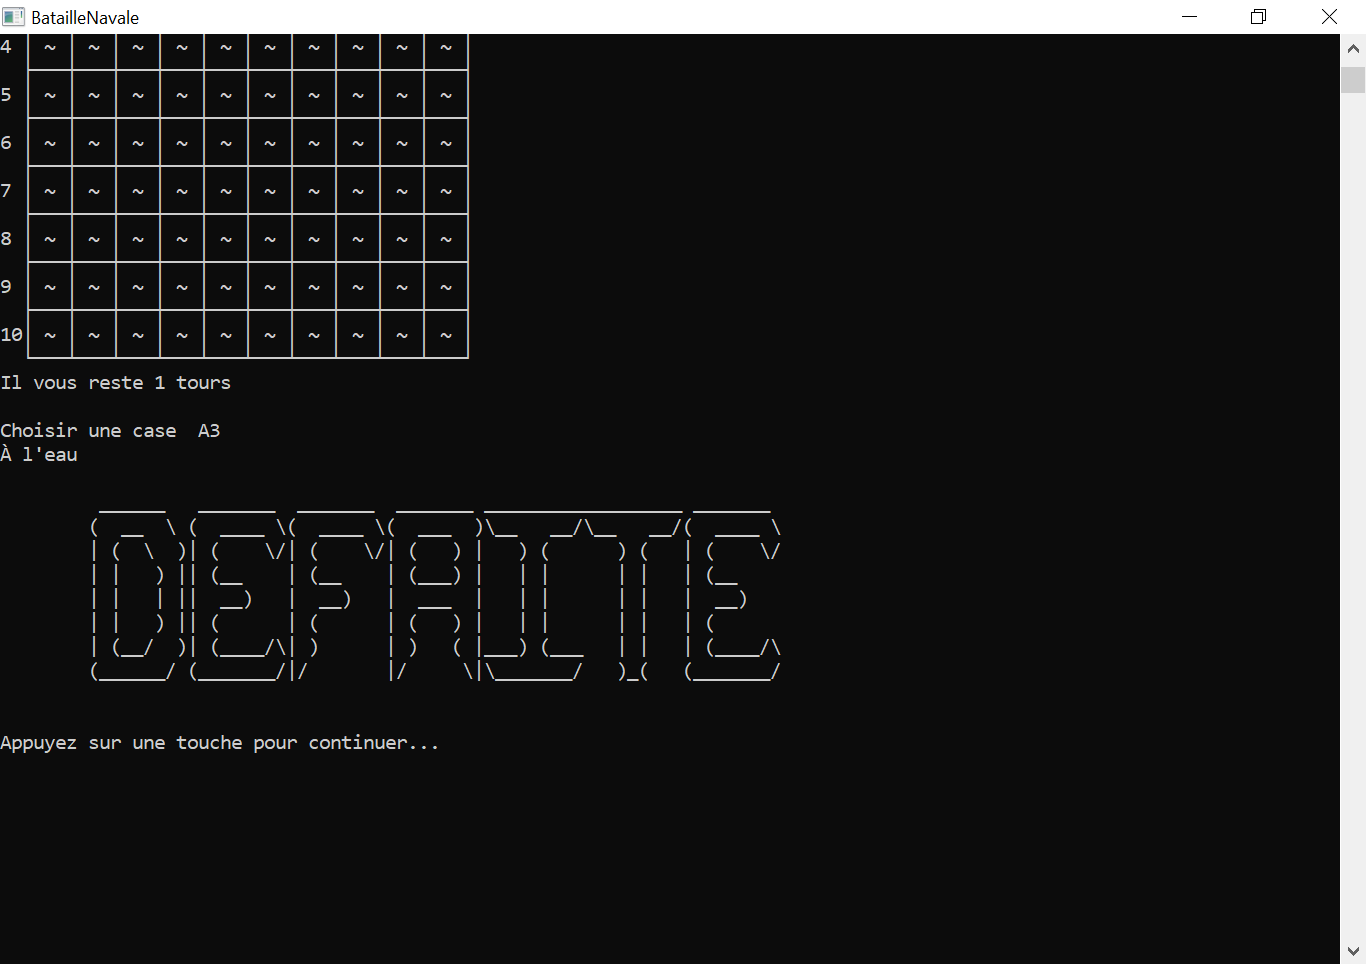 BatailleNavale
4 | ~ | ~ | ~ | ~ | ~ | ~ | ~ | ~ | ~ | ~ |
5 | ~ | ~ | ~ | ~ | ~ | ~ | ~ | ~ | ~ | ~ |
6 | ~ | ~ | ~ | ~ | ~ | ~ | ~ | ~ | ~ | ~ |
7 | ~ | ~ | ~ | ~ | ~ | ~ | ~ | ~ | ~ | ~ |
8 | ~ | ~ | ~ | ~ | ~ | ~ | ~ | ~ | ~ | ~ |
9 | ~ | ~ | ~ | ~ | ~ | ~ | ~ | ~ | ~ | ~ |
10| ~ | ~ | ~ | ~ | ~ | ~ | ~ | ~ | ~ | ~ |
Il vous reste 1 tours
Choisir une case  A3
À l'eau
DEFAITE
Appuyez sur une touche pour continuer...